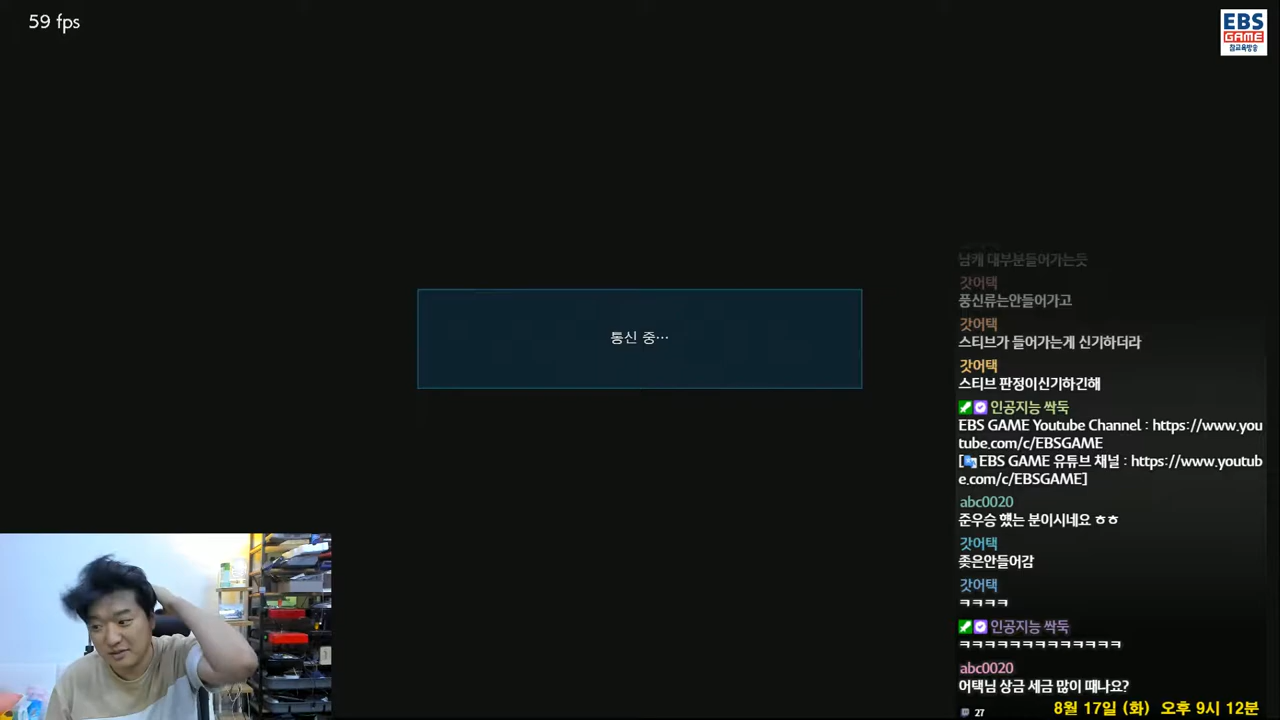 59 fps
EBS
GAME
참교육방송
통신 중…
남캐 대부분들어가는듯
갓어택
풍신류는안들어가고
갓어택
스티브가 들어가는게 신기하더라
갓어택
스티브 판정이신기하긴해
인공지능 싹둑
EBS GAME Youtube Channel : https://www.you
tube.com/c/EBSGAME
[EBS GAME 유튜브 채널 : https://www.youtub
e.com/c/EBSGAME]
abc0020
준우승 했는 분이시네요 ㅎㅎ
갓어택
좆은안들어감
갓어택
ㅋㅋㅋㅋ
인공지능 싹둑
ㅋㅋㅋㅋㅋㅋㅋㅋㅋㅋㅋㅋㅋ
abc0020
어택님 상금 세금 많이 때나요?
27
8월 17일 (화) 오후 9시 12분